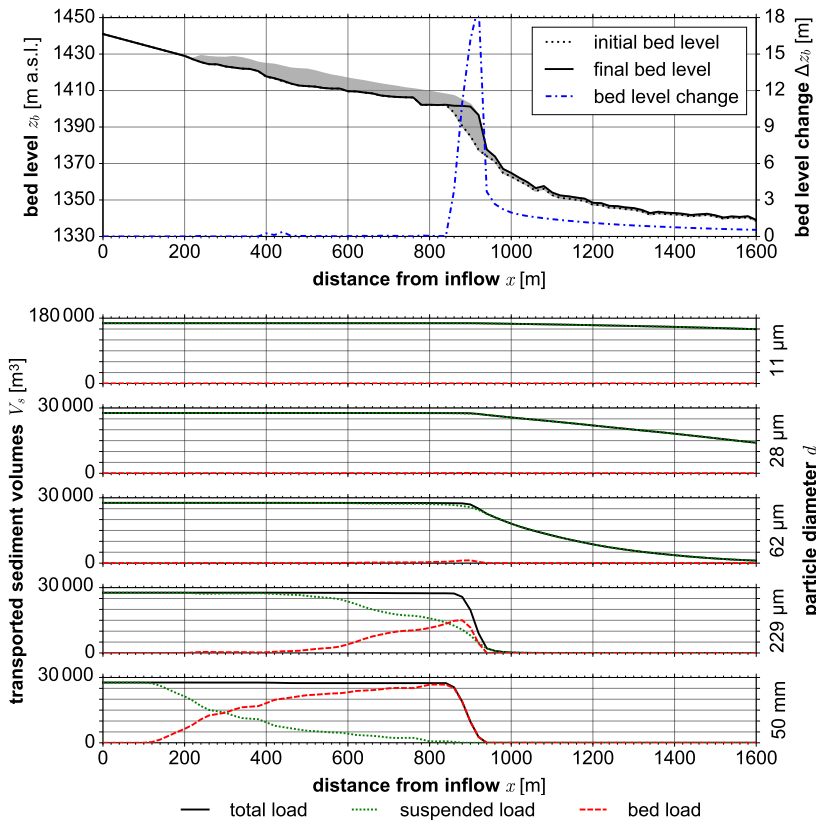 1450
1430
1410
1390
1370
1350
1330
bed level z_b [m a.s.l.]
18
15
12
9
6
3
0
bed level change Δz_b [m]
initial bed level
final bed level
bed level change
0 200 400 600 800 1000 1200 1400 1600
distance from inflow x [m]
transported sediment volumes V_s [m³]
particle diameter d
180 000
0
11 µm
30 000
0
28 µm
30 000
0
62 µm
30 000
0
229 µm
30 000
0
50 mm
0 200 400 600 800 1000 1200 1400 1600
distance from inflow x [m]
total load suspended load bed load